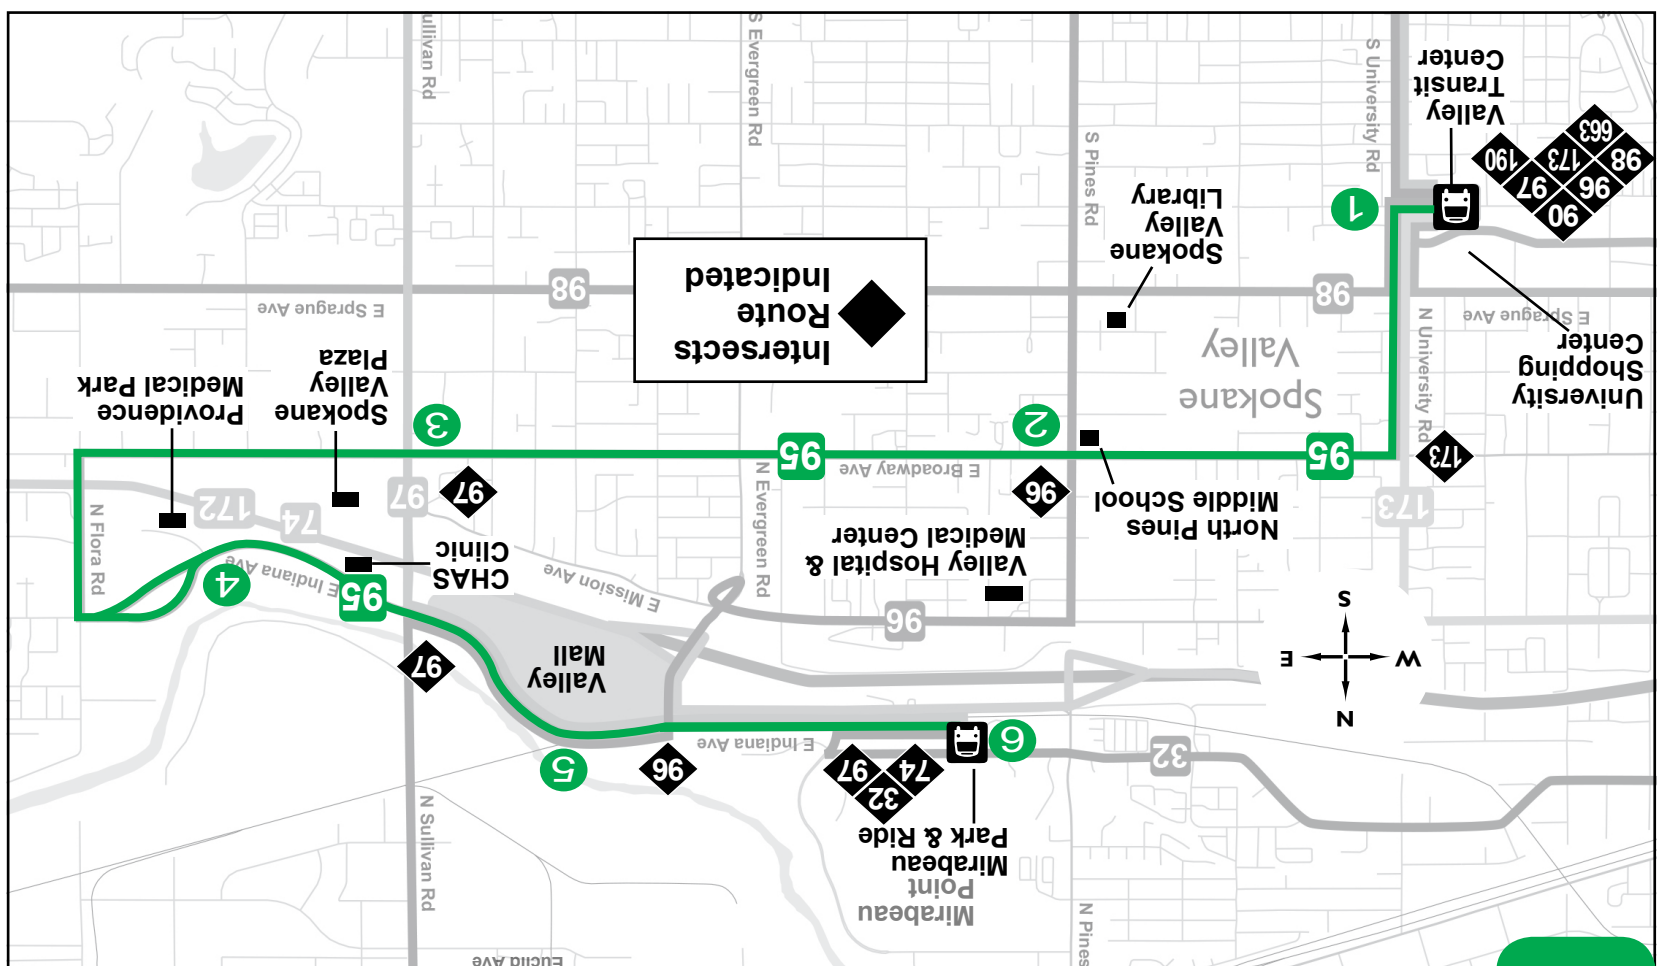 Euclid Ave
N Pines
Mirabeau
Point
Mirabeau
Park & Ride
N Sullivan Rd
32
74
97
32
6
96
5
E Indiana Ave
N
W
E
S
Valley
Mall
97
96
Valley Hospital &
Medical Center
E Mission Ave
N Evergreen Rd
CHAS
Clinic
95
4
E Indiana Ave
N Flora Rd
173
North Pines
Middle School
96
97
97
74
172
173
95
E Broadway Ave
95
2
3
University
Shopping
Center
N University Rd
Spokane
Valley
Spokane
Valley
Plaza
Providence
Medical Park
Intersects
Route
Indicated
E Sprague Ave
98
98
E Sprague Ave
Spokane
Valley
Library
90
96
97
98
173
190
663
1
Valley
Transit
Center
S University Rd
S Pines Rd
S Evergreen Rd
ullivan Rd